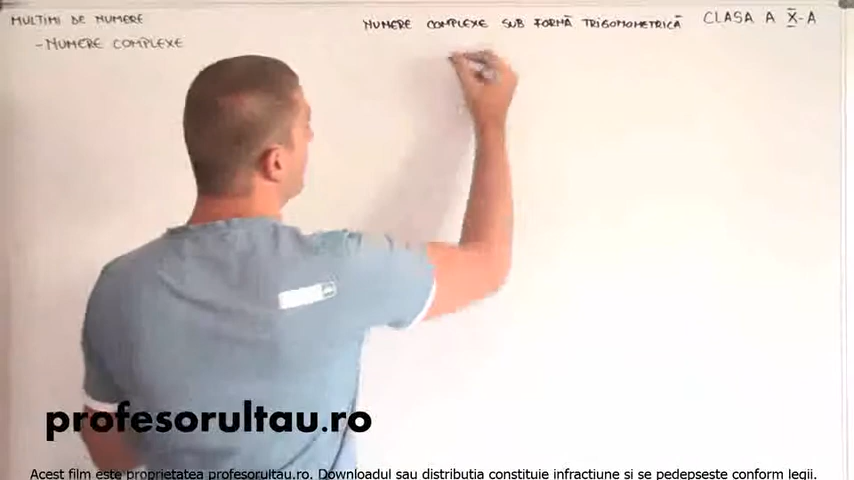 MULTIMI DE NUMERE
- NUMERE COMPLEXE
NUMERE COMPLEXE SUB FORMĂ TRIGONOMETRICĂ
CLASA A X-A
profesorultau.ro
Acest film este proprietatea profesorultau.ro. Downloadul sau distributia constituie infractiune si se pedepseste conform legii.